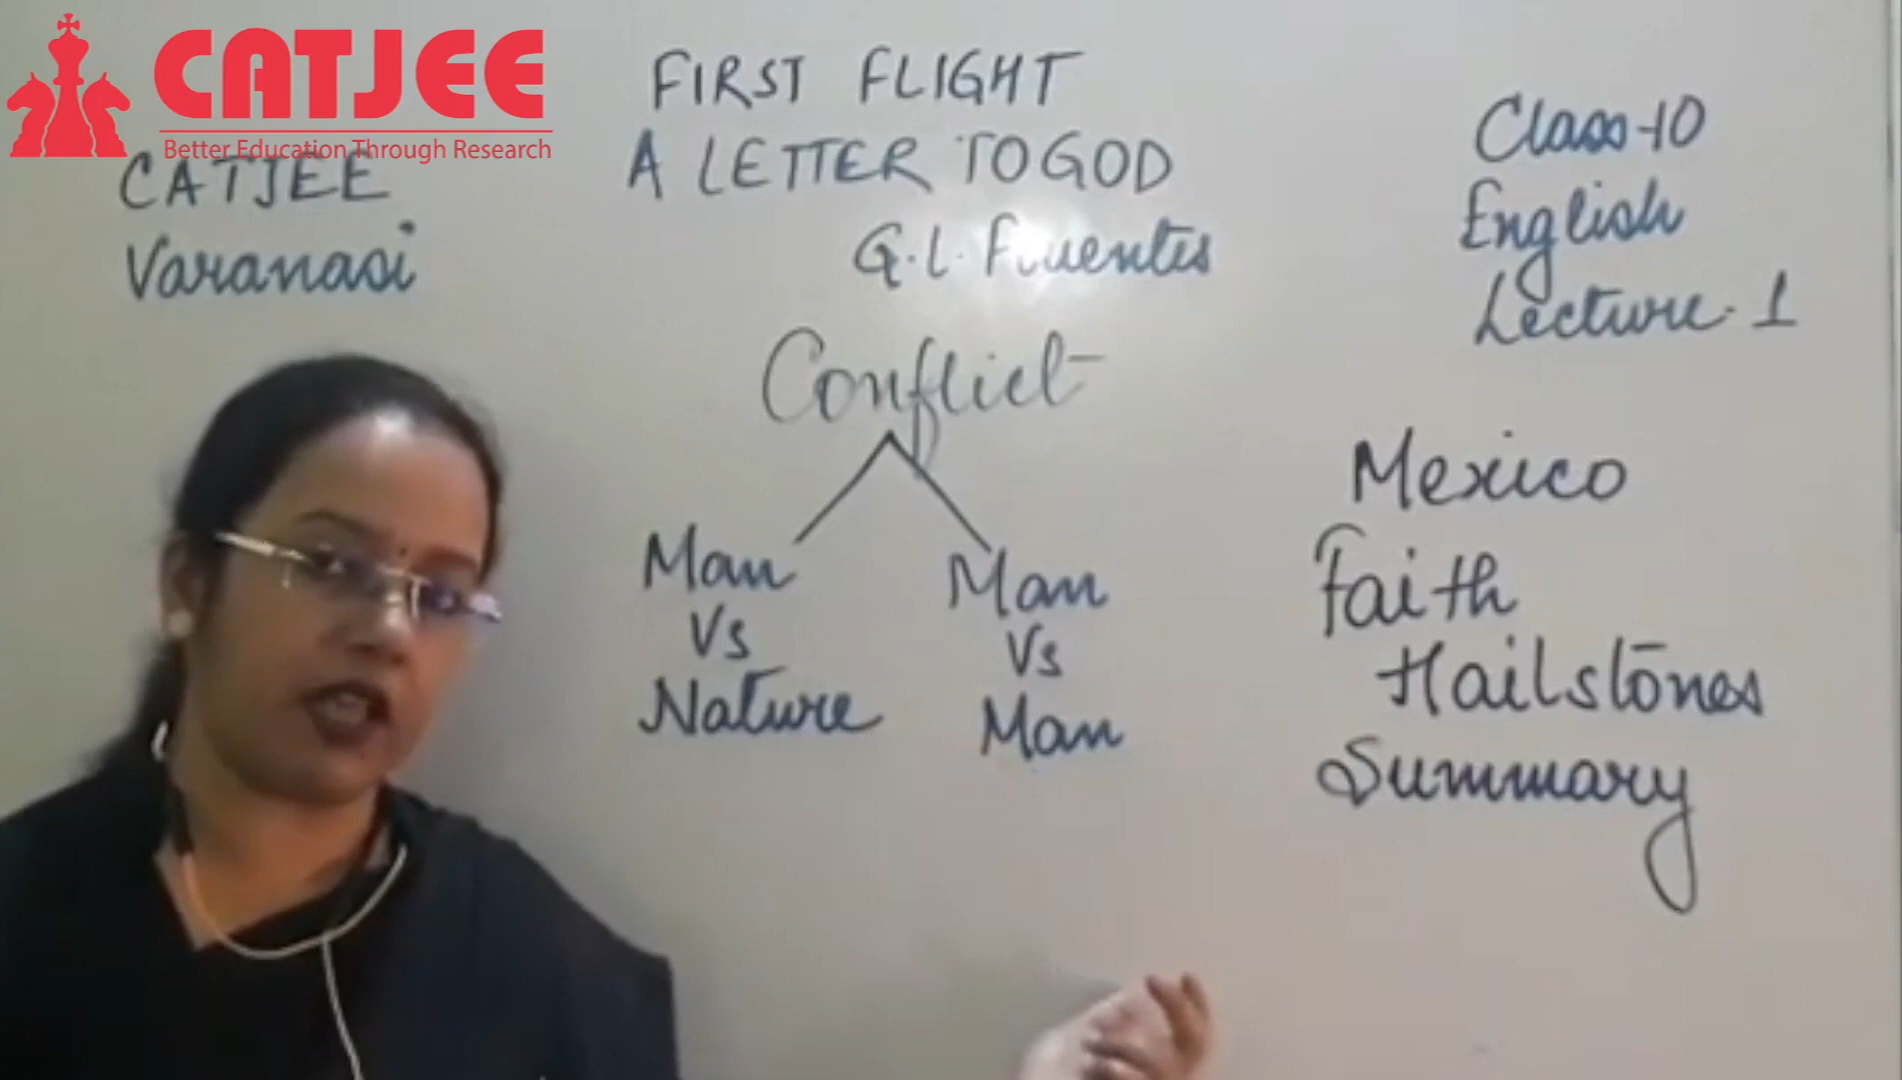 CATJEE
Better Education Through Research
CATJEE
Varanasi
FIRST FLIGHT
A LETTER TO GOD
G.L. Fuentes
Class-10
English
Lecture-1
Conflict
Man
Vs
Nature
Man
Vs
Man
Mexico
Faith
Hailstones
Summary